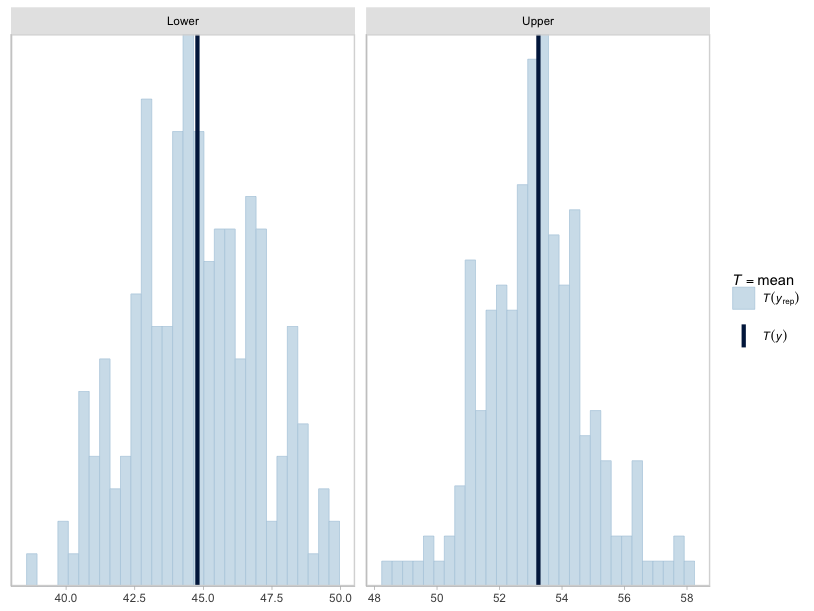 Lower
Upper
T = mean
T(yrep)
T(y)
40.0 42.5 45.0 47.5 50.0
48 50 52 54 56 58